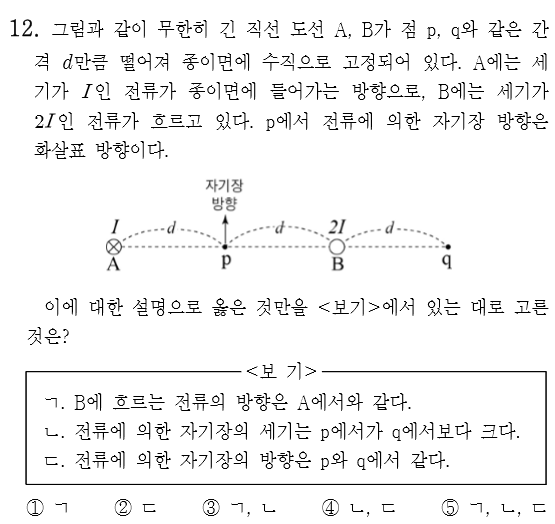 12. 그림과 같이 무한히 긴 직선 도선 A, B가 점 p, q와 같은 간
격 d만큼 떨어져 종이면에 수직으로 고정되어 있다. A에는 세
기가 I인 전류가 종이면에 들어가는 방향으로, B에는 세기가
2I인 전류가 흐르고 있다. p에서 전류에 의한 자기장 방향은
화살표 방향이다.
자기장
방향
I d d 2I d
A p B q
이에 대한 설명으로 옳은 것만을 <보기>에서 있는 대로 고른
것은?
<보 기>
ㄱ. B에 흐르는 전류의 방향은 A에서와 같다.
ㄴ. 전류에 의한 자기장의 세기는 p에서가 q에서보다 크다.
ㄷ. 전류에 의한 자기장의 방향은 p와 q에서 같다.
① ㄱ ② ㄷ ③ ㄱ, ㄴ ④ ㄴ, ㄷ ⑤ ㄱ, ㄴ, ㄷ